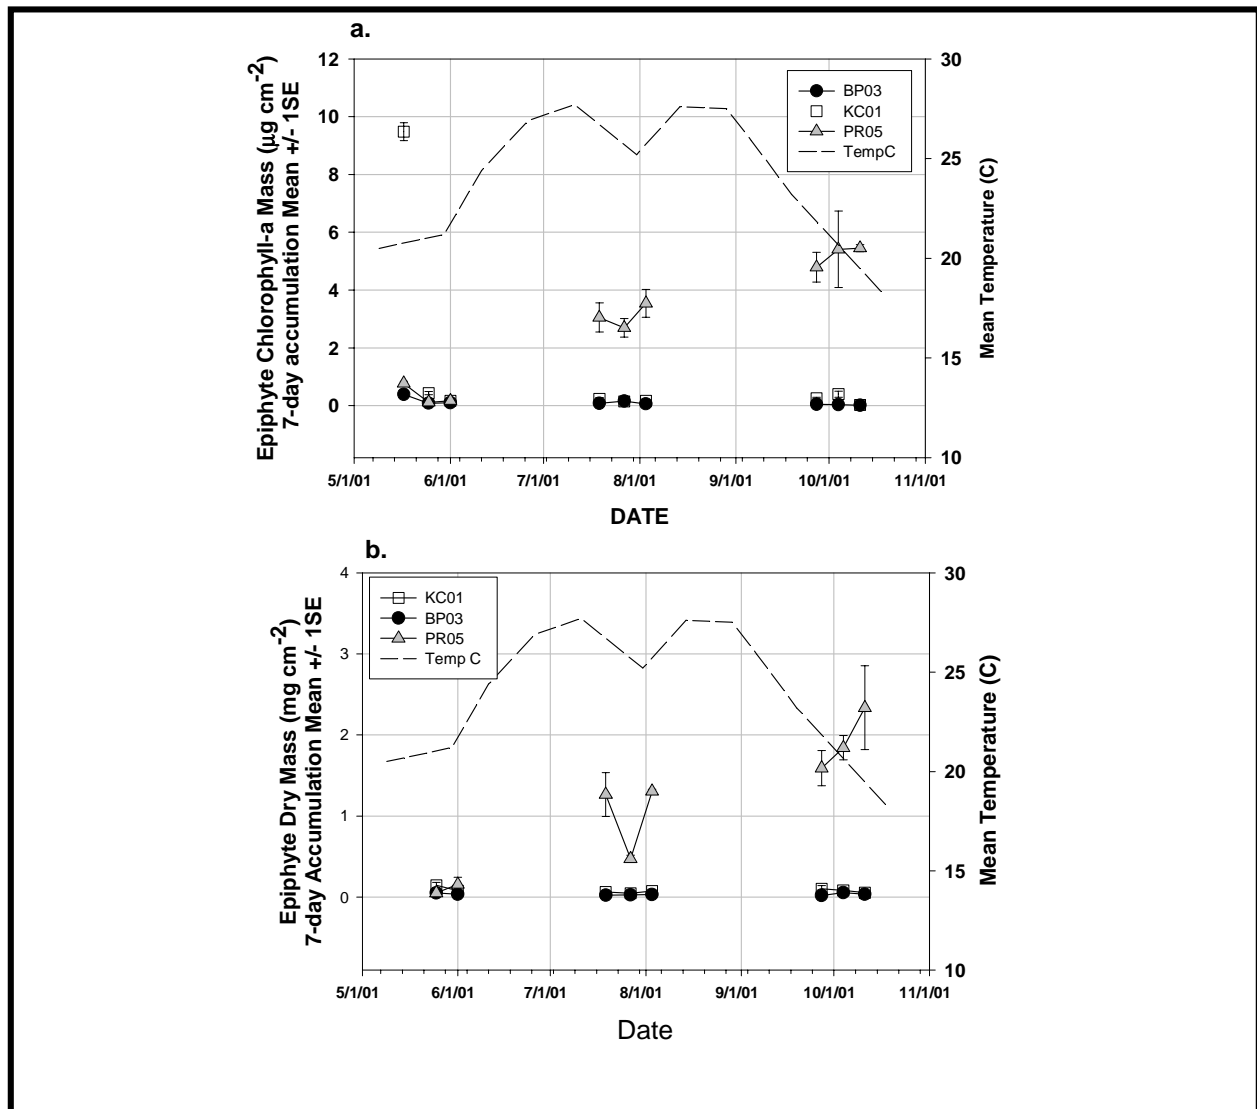 a.
Epiphyte Chlorophyll-a Mass (µg cm-2)
7-day accumulation Mean +/- 1SE
12
10
8
6
4
2
0
30
25
20
15
10
Mean Temperature (C)
BP03
KC01
PR05
TempC
5/1/01 6/1/01 7/1/01 8/1/01 9/1/01 10/1/01 11/1/01
DATE
b.
Epiphyte Dry Mass (mg cm-2)
7-day Accumulation Mean +/- 1SE
4
3
2
1
0
30
25
20
15
10
Mean Temperature (C)
KC01
BP03
PR05
Temp C
5/1/01 6/1/01 7/1/01 8/1/01 9/1/01 10/1/01 11/1/01
Date